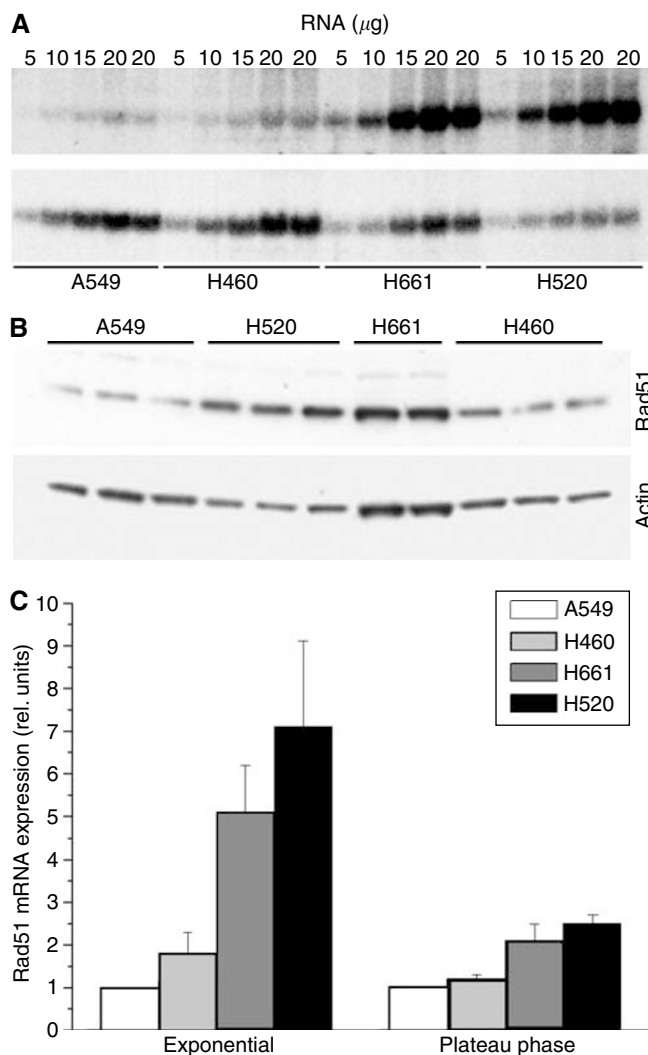 A
RNA (μg)
5 10 15 20 20 5 10 15 20 20 5 10 15 20 20 5 10 15 20 20
A549 H460 H661 H520
B
A549 H520 H661 H460
Rad51
Actin
C
Rad51 mRNA expression (rel. units)
10
9
8
7
6
5
4
3
2
1
0
A549
H460
H661
H520
Exponential Plateau phase